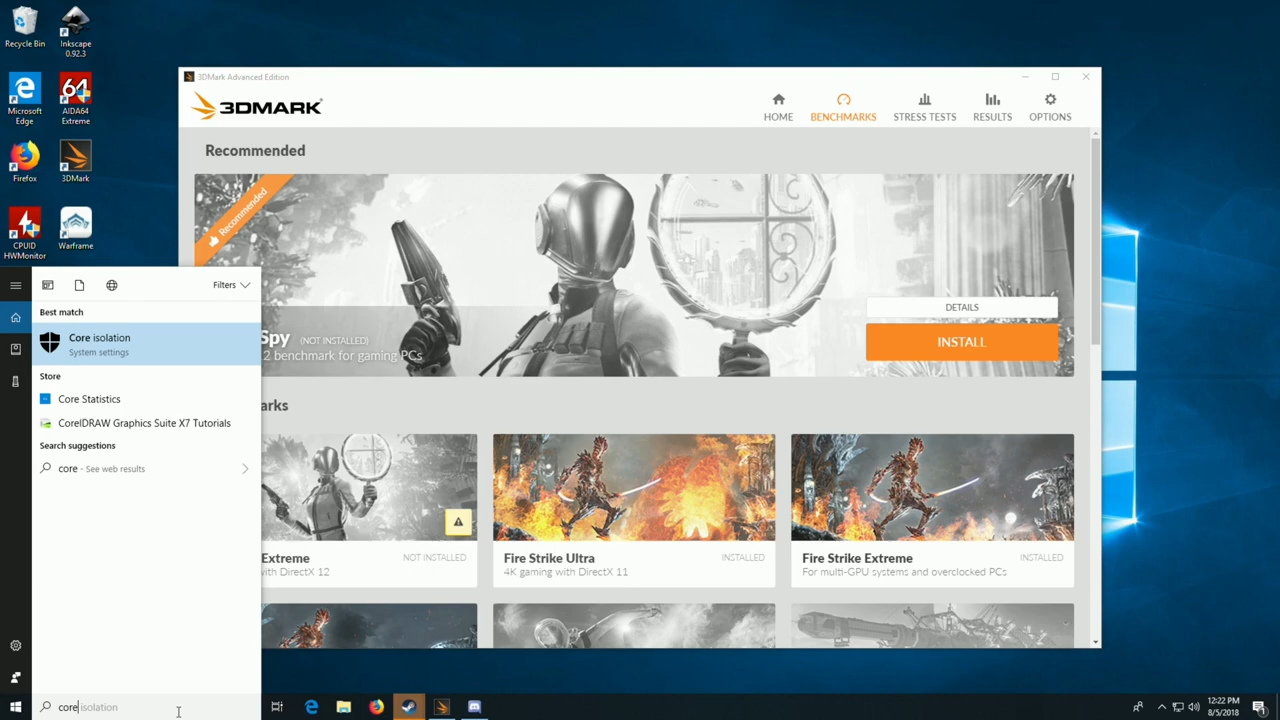 Recycle Bin
Inkscape
0.92.3
Microsoft
Edge
64
AIDA64
Extreme
Firefox
3DMark
CPUID
HWMonitor
Warframe
3DMark Advanced Edition
3DMARK
HOME
BENCHMARKS
STRESS TESTS
RESULTS
OPTIONS
Recommended
Recommended
Spy (NOT INSTALLED)
2 benchmark for gaming PCs
DETAILS
INSTALL
arks
Extreme
NOT INSTALLED
with DirectX 12
Fire Strike Ultra
INSTALLED
4K gaming with DirectX 11
Fire Strike Extreme
INSTALLED
For multi-GPU systems and overclocked PCs
Filters
Best match
Core isolation
System settings
Store
Core Statistics
CorelDRAW Graphics Suite X7 Tutorials
Search suggestions
core - See web results
core isolation
12:22 PM
8/5/2018
1